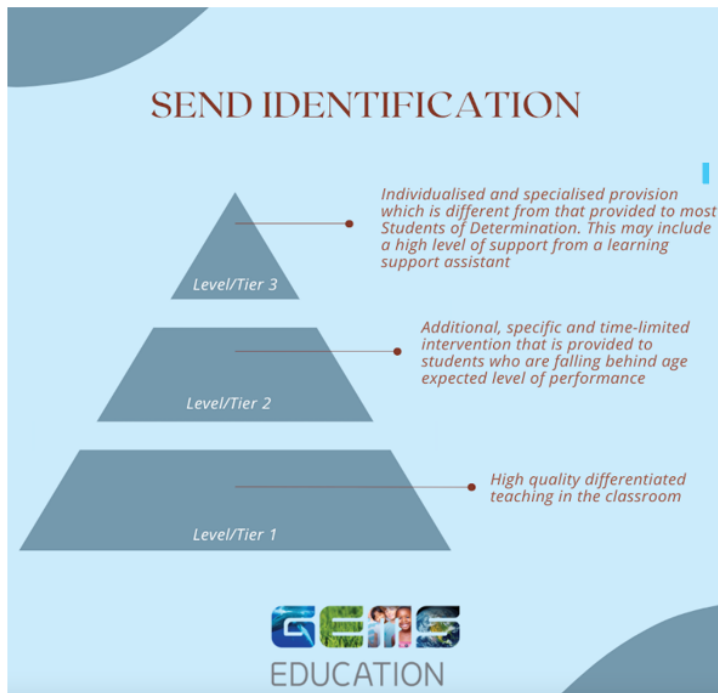 SEND IDENTIFICATION
Individualised and specialised provision
which is different from that provided to most
Students of Determination. This may include
a high level of support from a learning
support assistant
Level/Tier 3
Additional, specific and time-limited
intervention that is provided to
students who are falling behind age
expected level of performance
Level/Tier 2
High quality differentiated
teaching in the classroom
Level/Tier 1
GEMS
EDUCATION